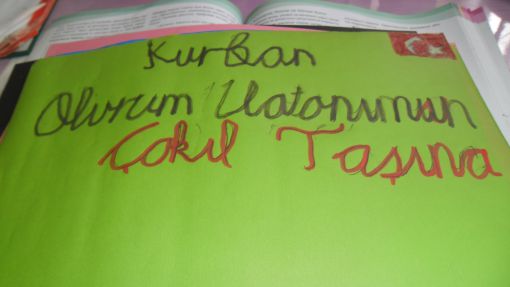 Kurban
Olurum Vatanımın
Çakıl Taşına